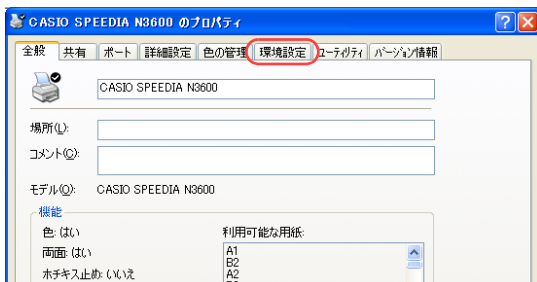 CASIO SPEEDIA N3600 のプロパティ
全般 共有 ポート 詳細設定 色の管理 環境設定 ユーティリティ バージョン情報
CASIO SPEEDIA N3600
場所(L):
コメント(C):
モデル(O): CASIO SPEEDIA N3600
機能
色: はい 利用可能な用紙:
両面: はい A1
B2
ホチキス止め: いいえ A2